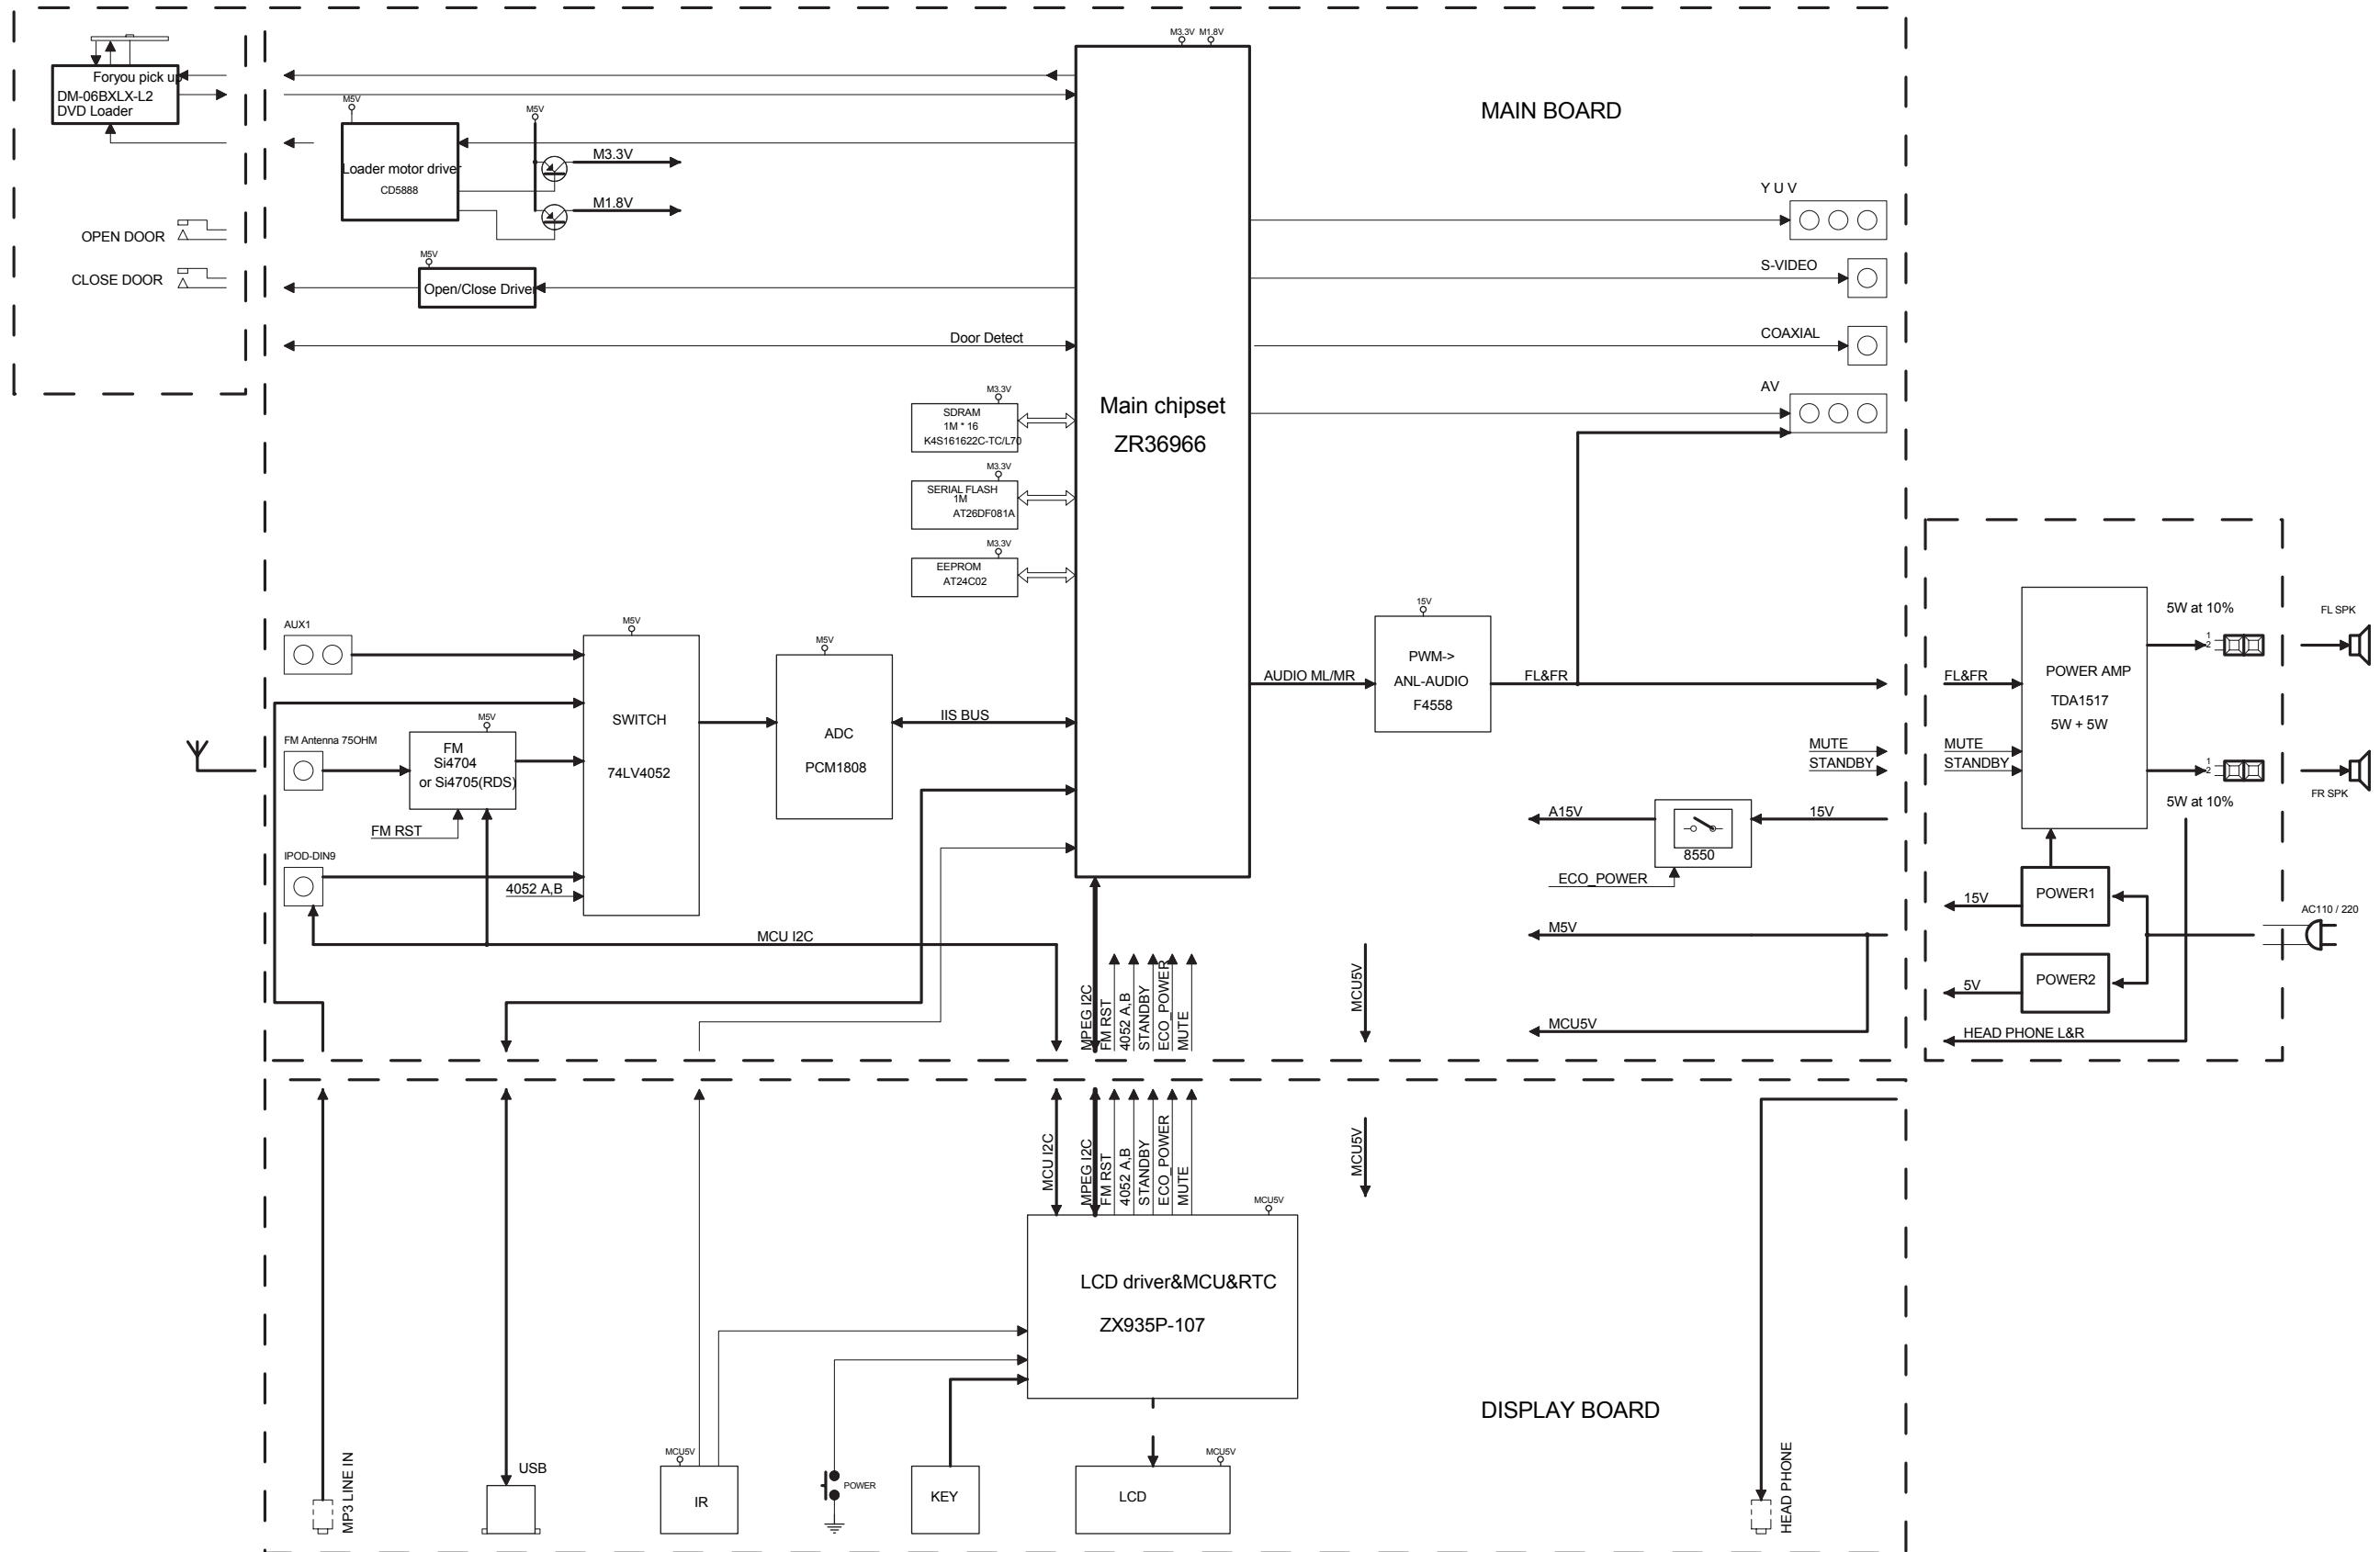 M3.3V M1.8V
Foryou pick up
DM-06BXLX-L2
DVD Loader
M5V
M5V
MAIN BOARD
Loader motor driver
CD5888
M3.3V
M1.8V
Y U V
OPEN DOOR
M5V
S-VIDEO
CLOSE DOOR
Open/Close Driver
Door Detect
COAXIAL
M3.3V
AV
SDRAM
1M * 16
K4S161622C-TC/L70
Main chipset
ZR36966
M3.3V
SERIAL FLASH
1M
AT26DF081A
M3.3V
EEPROM
AT24C02
AUX1
M5V
M5V
15V
5W at 10%
FL SPK
1
2
PWM->
ANL-AUDIO
F4558
AUDIO ML/MR
FL&FR
FL&FR
POWER AMP
TDA1517
5W + 5W
SWITCH
74LV4052
ADC
PCM1808
IIS BUS
M5V
FM Antenna 75OHM
FM
Si4704
or Si4705(RDS)
MUTE
STANDBY
MUTE
STANDBY
1
2
5W at 10%
FR SPK
FM RST
A15V
15V
8550
IPOD-DIN9
4052 A,B
ECO_POWER
POWER1
15V
AC110 / 220
MCU I2C
M5V
MPEG I2C
FM RST
4052 A,B
STANDBY
ECO_POWER
MUTE
MCU5V
POWER2
5V
MCU5V
HEAD PHONE L&R
MCU I2C
MPEG I2C
FM RST
4052 A,B
STANDBY
ECO_POWER
MUTE
MCU5V
MCU5V
LCD driver&MCU&RTC
ZX935P-107
DISPLAY BOARD
MP3 LINE IN
USB
MCU5V
IR
POWER
KEY
MCU5V
LCD
HEAD PHONE